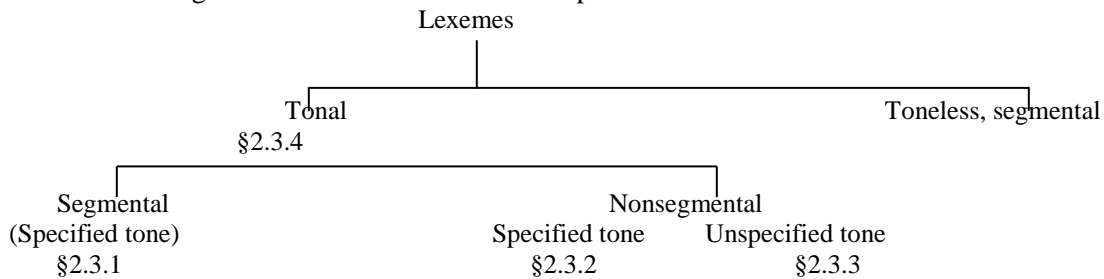 Lexemes
Tonal Toneless, segmental
§2.3.4
Segmental Nonsegmental
(Specified tone) Specified tone Unspecified tone
§2.3.1 §2.3.2 §2.3.3